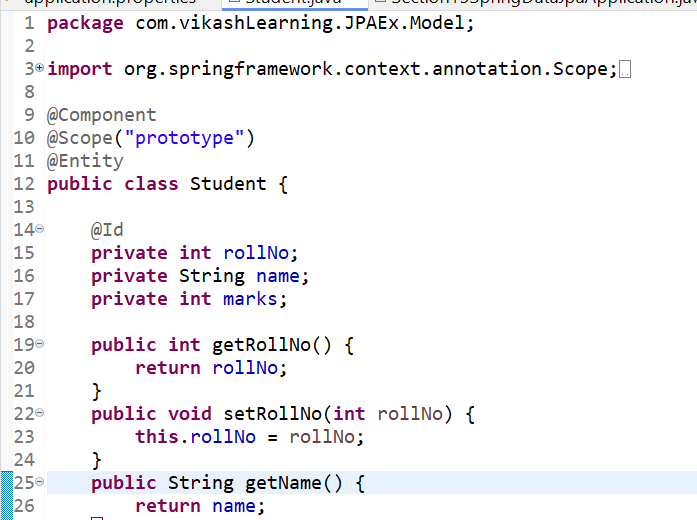 application.properties Student.java Section15SpringDataJpaApplication.jav
1 package com.vikashLearning.JPAEx.Model;
2
3 import org.springframework.context.annotation.Scope;
8
9 @Component
10 @Scope("prototype")
11 @Entity
12 public class Student {
13
14 @Id
15 private int rollNo;
16 private String name;
17 private int marks;
18
19 public int getRollNo() {
20 return rollNo;
21 }
22 public void setRollNo(int rollNo) {
23 this.rollNo = rollNo;
24 }
25 public String getName() {
26 return name;